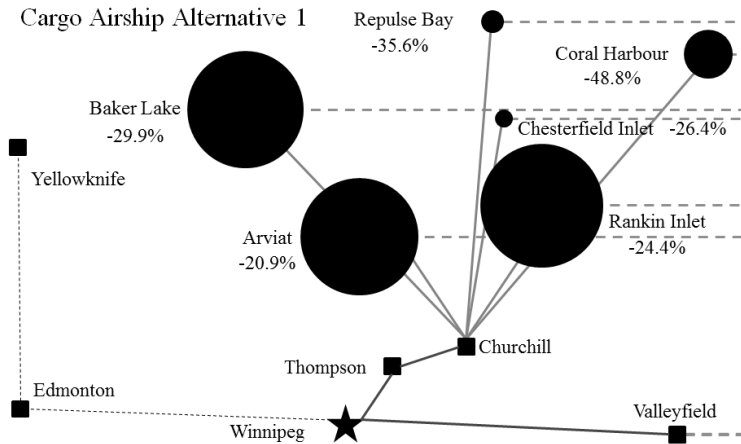 Cargo Airship Alternative 1
Repulse Bay
-35.6%
Coral Harbour
-48.8%
Baker Lake
-29.9%
Chesterfield Inlet -26.4%
Yellowknife
Arviat
-20.9%
Rankin Inlet
-24.4%
Churchill
Thompson
Edmonton
Winnipeg
Valleyfield